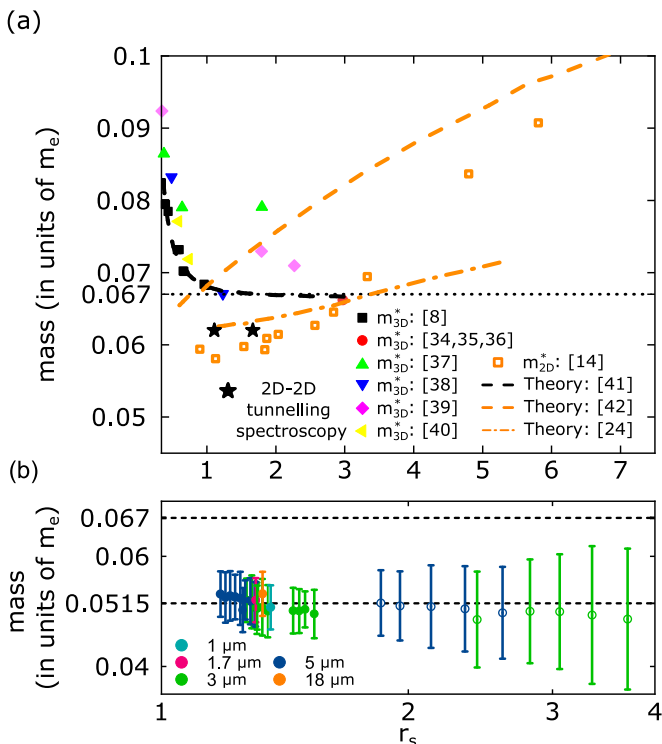 (a)
0.1
0.09
0.08
0.07
0.067
0.06
0.05
mass (in units of mₑ)
m*3D: [8]
m*3D: [34,35,36]
m*3D: [37]
m*3D: [38]
m*3D: [39]
m*3D: [40]
2D-2D
tunnelling
spectroscopy
m*2D: [14]
Theory: [41]
Theory: [42]
Theory: [24]
1 2 3 4 5 6 7
(b)
0.067
0.06
0.0515
0.04
mass
(in units of mₑ)
1 μm
1.7 μm
3 μm
5 μm
18 μm
1 2 3 4
rₛ